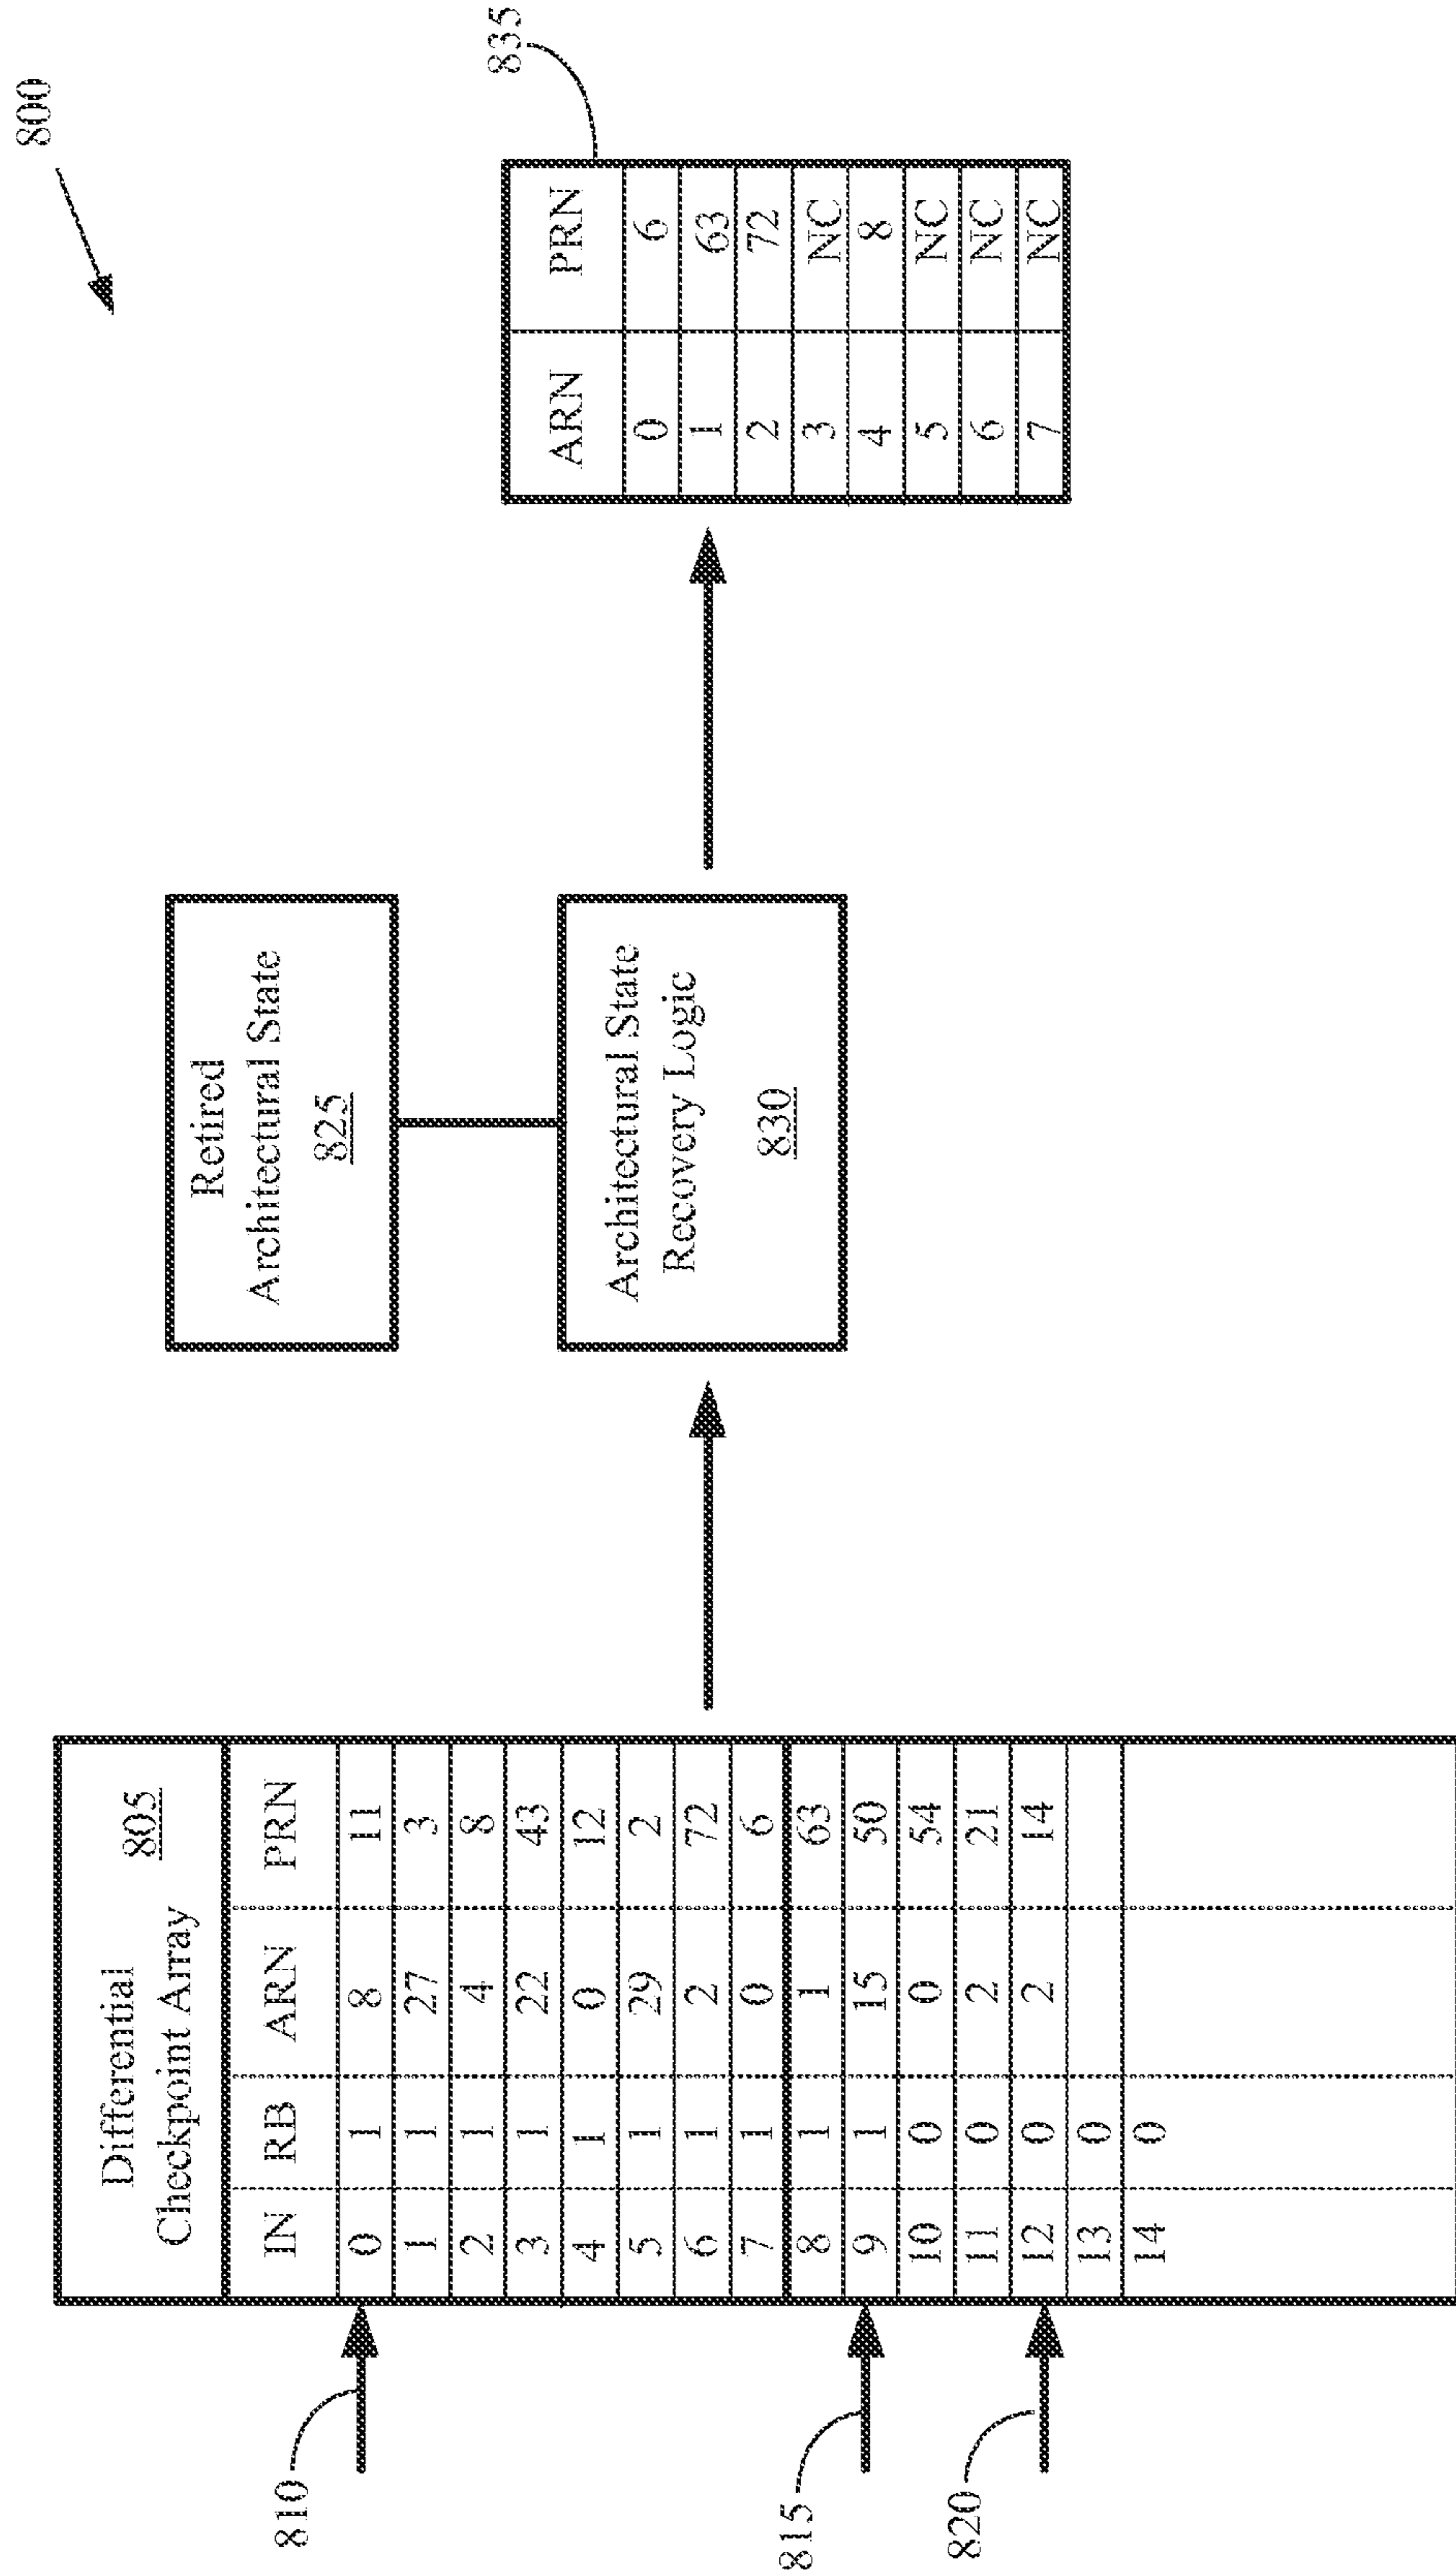 800
Differential
Checkpoint Array
805
IN RB ARN PRN
0 1 8 11
1 1 27 3
2 1 4 8
3 1 22 43
4 1 0 12
5 1 29 2
6 1 2 72
7 1 0 6
8 1 1 63
9 1 15 50
10 0 0 54
11 0 2 21
12 0 2 14
13 0
14 0
810
815
820
Retired
Architectural State
825
Architectural State
Recovery Logic
830
835
ARN PRN
0 6
1 63
2 72
3 NC
4 8
5 NC
6 NC
7 NC